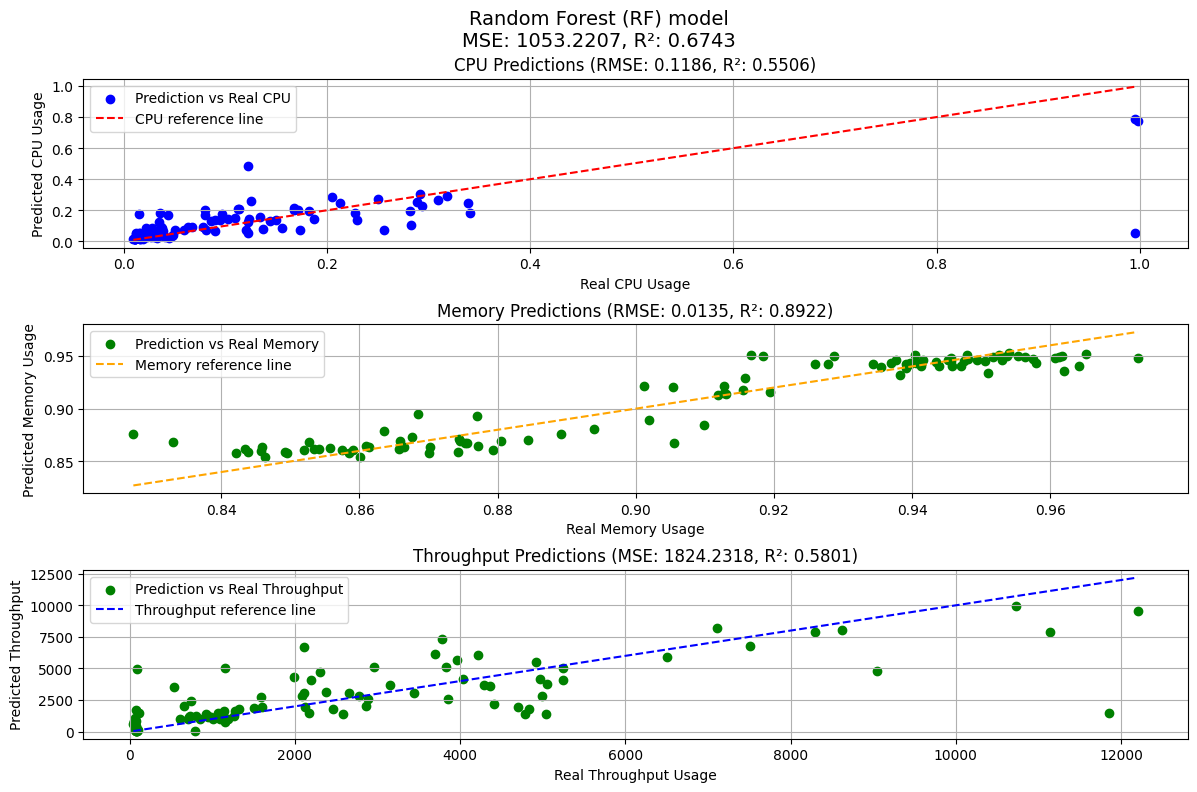 Random Forest (RF) model
MSE: 1053.2207, R²: 0.6743
CPU Predictions (RMSE: 0.1186, R²: 0.5506)
Predicted CPU Usage
1.0
0.8
0.6
0.4
0.2
0.0
Prediction vs Real CPU
CPU reference line
0.0 0.2 0.4 0.6 0.8 1.0
Real CPU Usage
Memory Predictions (RMSE: 0.0135, R²: 0.8922)
Predicted Memory Usage
0.95
0.90
0.85
Prediction vs Real Memory
Memory reference line
0.84 0.86 0.88 0.90 0.92 0.94 0.96
Real Memory Usage
Throughput Predictions (MSE: 1824.2318, R²: 0.5801)
Predicted Throughput
12500
10000
7500
5000
2500
0
Prediction vs Real Throughput
Throughput reference line
0 2000 4000 6000 8000 10000 12000
Real Throughput Usage